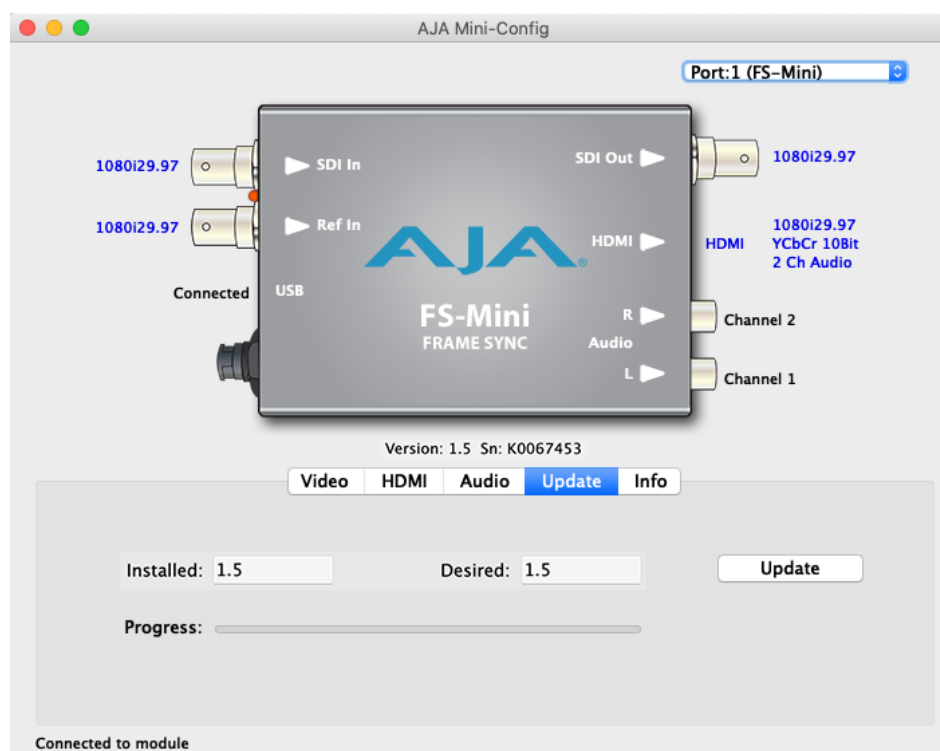 AJA Mini-Config
Port:1 (FS-Mini)
1080i29.97
SDI In
SDI Out
1080i29.97
1080i29.97
Ref In
HDMI
HDMI
1080i29.97
YCbCr 10Bit
2 Ch Audio
AJA®
Connected
USB
FS-Mini
FRAME SYNC
R
Audio
L
Channel 2
Channel 1
Version: 1.5 Sn: K0067453
Video HDMI Audio Update Info
Installed: 1.5 Desired: 1.5 Update
Progress:
Connected to module